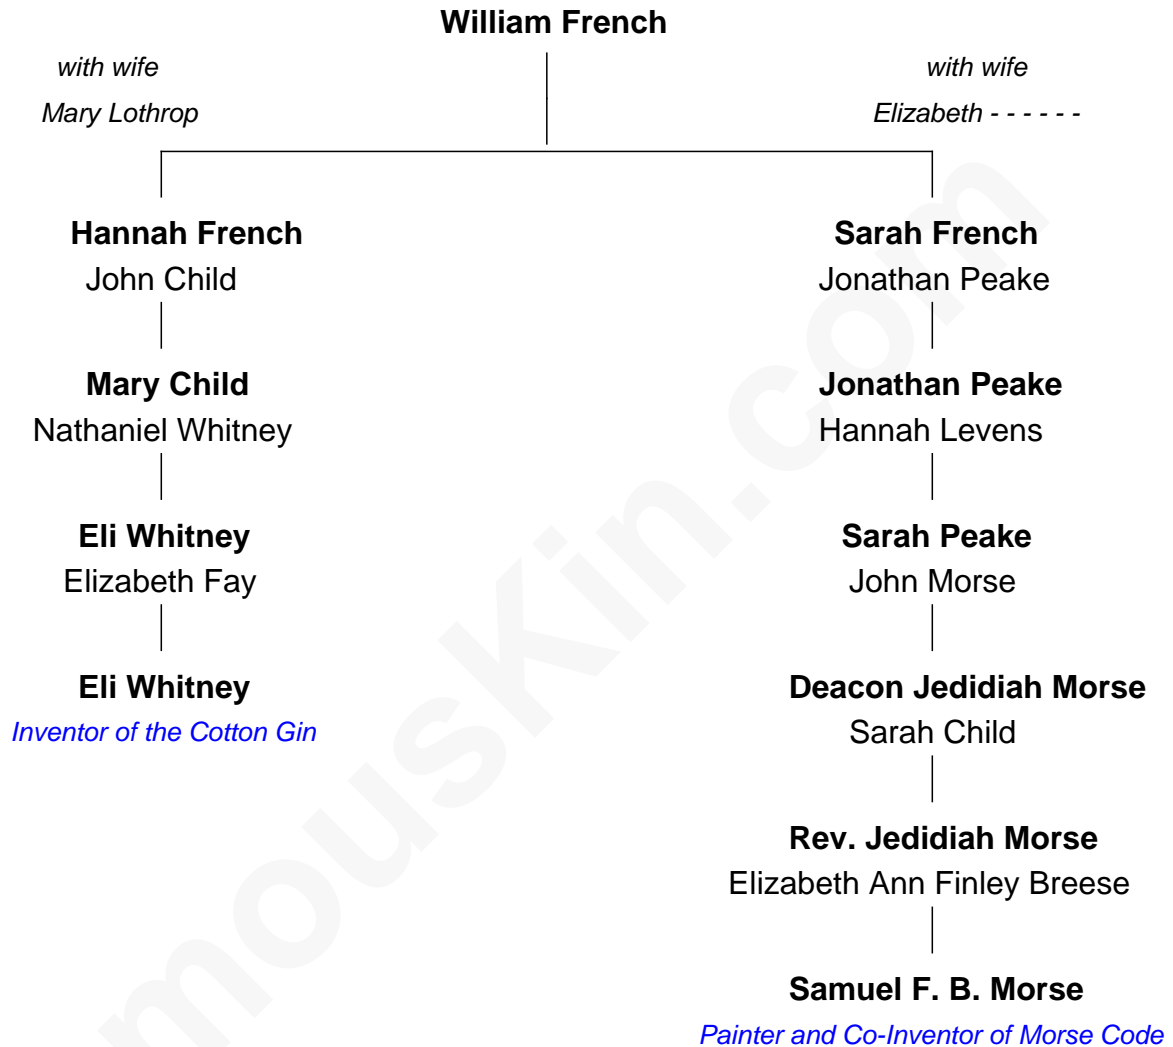 William French
with wife
Mary Lothrop
with wife
Elizabeth - - - - - -
Hannah French
John Child
Sarah French
Jonathan Peake
Mary Child
Nathaniel Whitney
Jonathan Peake
Hannah Levens
Eli Whitney
Elizabeth Fay
Sarah Peake
John Morse
Eli Whitney
Inventor of the Cotton Gin
Deacon Jedidiah Morse
Sarah Child
Rev. Jedidiah Morse
Elizabeth Ann Finley Breese
Samuel F. B. Morse
Painter and Co-Inventor of Morse Code
mousKin.com